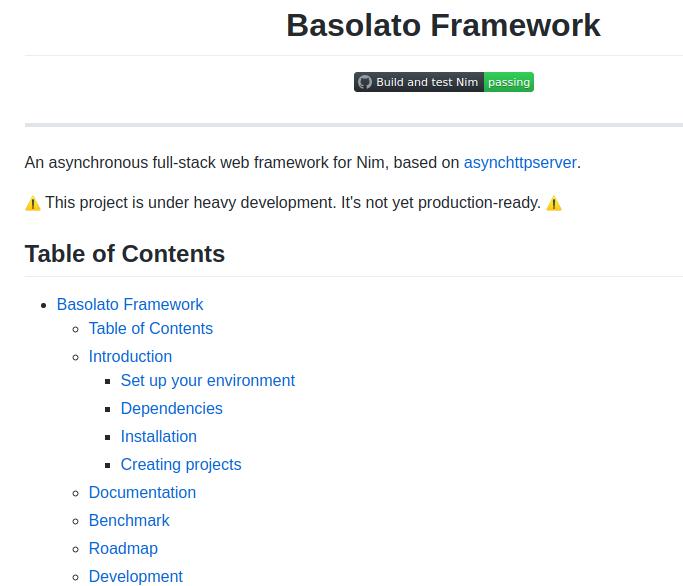 Basolato Framework
Build and test Nim passing
An asynchronous full-stack web framework for Nim, based on asynchttpserver.
⚠️ This project is under heavy development. It's not yet production-ready. ⚠️
Table of Contents
Basolato Framework
Table of Contents
Introduction
Set up your environment
Dependencies
Installation
Creating projects
Documentation
Benchmark
Roadmap
Development